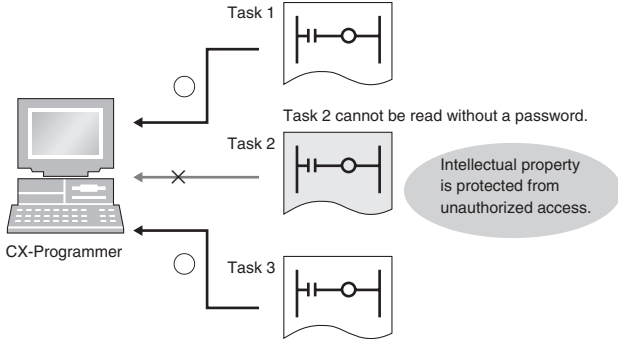 Task 1
Task 2 cannot be read without a password.
Task 2
Intellectual property
is protected from
unauthorized access.
CX-Programmer
Task 3